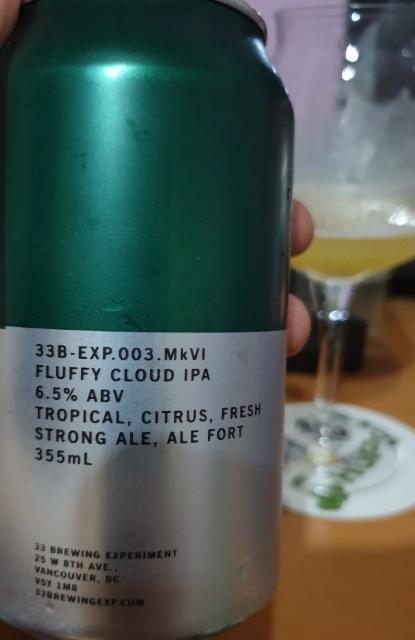 33B-EXP.003.MkVI
FLUFFY CLOUD IPA
6.5% ABV
TROPICAL, CITRUS, FRESH
STRONG ALE, ALE FORT
355mL
33 BREWING EXPERIMENT
25 W 8TH AVE.,
VANCOUVER, BC
V5Y 1M8
33BREWINGEXP.COM